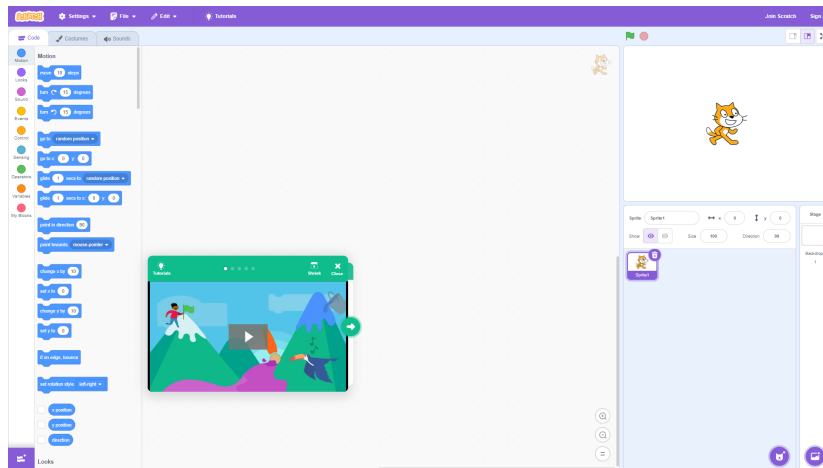 SCRATCH Settings File Edit Tutorials Join Scratch Sign
Code Costumes Sounds
Motion
Looks
Sound
Events
Control
Sensing
Operators
Variables
My Blocks
Motion
move 10 steps
turn 15 degrees
turn 15 degrees
go to random position
go to x: 0 y: 0
glide 1 secs to random position
glide 1 secs to x: 0 y: 0
point in direction 90
point towards mouse-pointer
change x by 10
set x to 0
change y by 10
set y to 0
if on edge, bounce
set rotation style left-right
x position
y position
direction
Looks
Tutorials Shrink Close
Sprite Sprite1 x 0 y 0
Show Size 100 Direction 90
Sprite1
Stage
Backdrop
1